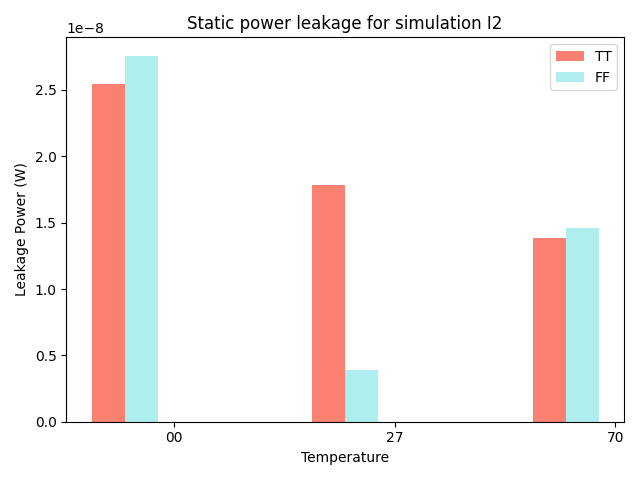 Static power leakage for simulation I2
1e−8
TT
FF
2.5
2.0
1.5
1.0
0.5
0.0
Leakage Power (W)
00 27 70
Temperature